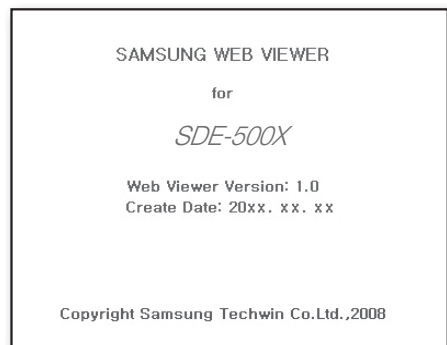 SAMSUNG WEB VIEWER
for
SDE-500X
Web Viewer Version: 1.0
Create Date: 20xx. xx. xx
Copyright Samsung Techwin Co.Ltd.,2008